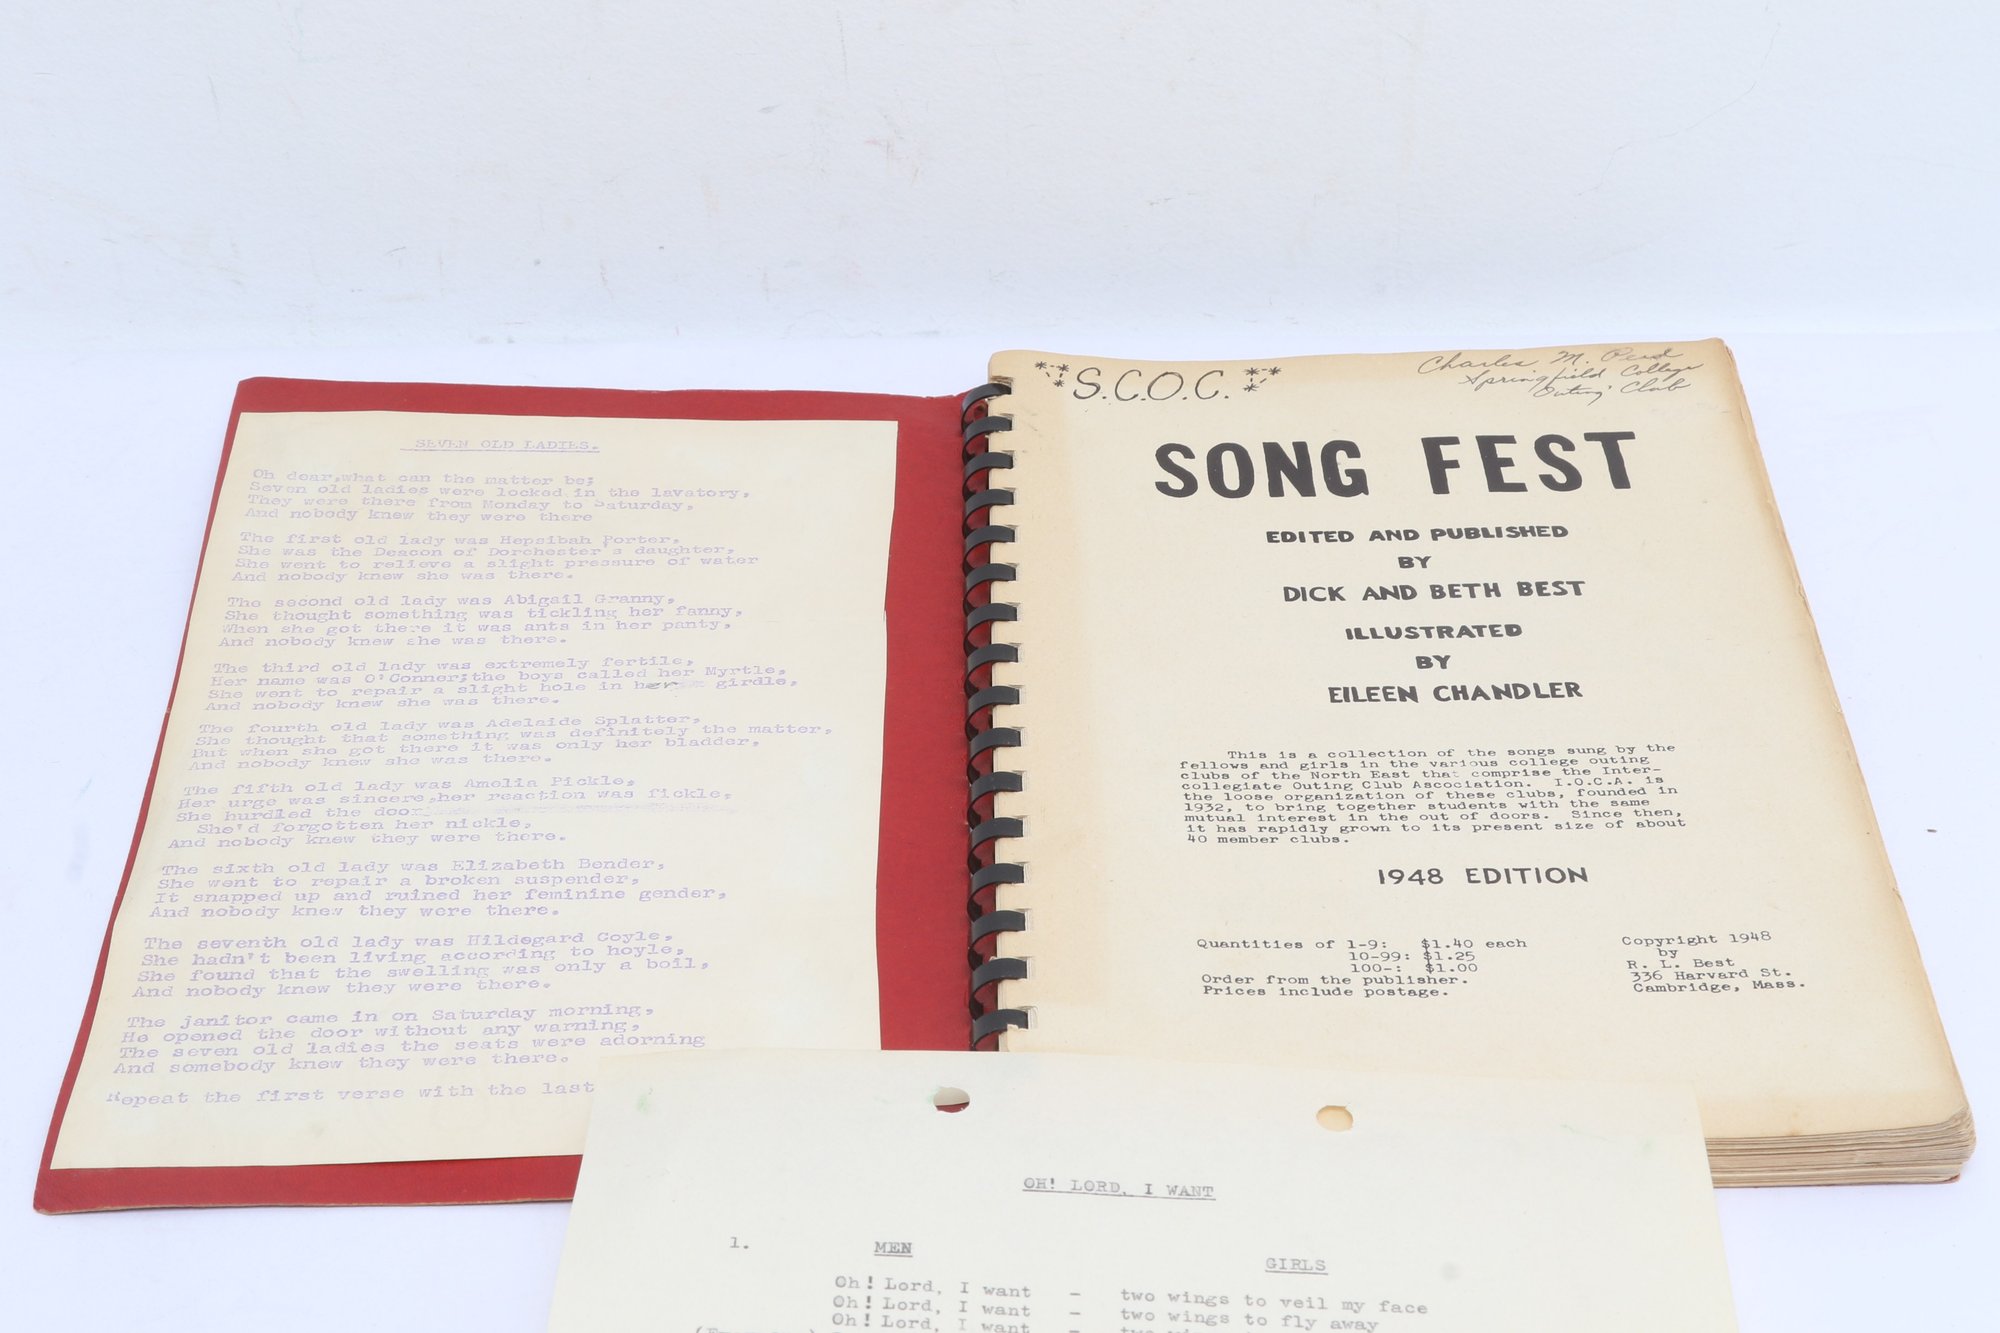 SEVEN OLD LADIES.
Oh dear,what can the matter be;
Seven old ladies were locked in the lavatory,
They were there from Monday to Saturday,
And nobody knew they were there
The first old lady was Hepsibah Porter,
She was the Deacon of Dorchester's daughter,
She went to relieve a slight pressure of water
And nobody knew she was there.
The second old lady was Abigail Granny,
She thought something was tickling her fanny,
When she got there it was ants in her panty,
And nobody knew she was there.
The third old lady was extremely fertile,
Her name was O'Conner;the boys called her Myrtle,
She went to repair a slight hole in her girdle,
And nobody knew she was there.
The fourth old lady was Adelaide Splatter,
She thought that something was definitely the matter,
But when she got there it was only her bladder,
And nobody knew she was there.
The fifth old lady was Amelia Pickle,
Her urge was sincere,her reaction was fickle,
She hurdled the door
She'd forgotten her nickle,
And nobody knew they were there.
The sixth old lady was Elizabeth Bender,
She went to repair a broken suspender,
It snapped up and ruined her feminine gender,
And nobody knew they were there.
The seventh old lady was Hildegard Coyle,
She hadn't been living according to hoyle,
She found that the swelling was only a boil,
And nobody knew they were there.
The janitor came in on Saturday morning,
He opened the door without any warning,
The seven old ladies the seats were adorning
And somebody knew they were there.
Repeat the first verse with the last
S.C.O.C.
Charles M. Reed
Springfield College
Outing Club
SONG FEST
EDITED AND PUBLISHED
BY
DICK AND BETH BEST
ILLUSTRATED
BY
EILEEN CHANDLER
This is a collection of the songs sung by the
fellows and girls in the various college outing
clubs of the North East that comprise the Inter-
collegiate Outing Club Association. I.O.C.A. is
the loose organization of these clubs, founded in
1932, to bring together students with the same
mutual interest in the out of doors. Since then,
it has rapidly grown to its present size of about
40 member clubs.
1948 EDITION
Quantities of 1-9: $1.40 each
10-99: $1.25
100-: $1.00
Order from the publisher.
Prices include postage.
Copyright 1948
by
R. L. Best
336 Harvard St.
Cambridge, Mass.
OH! LORD, I WANT
1. MEN GIRLS
Oh! Lord, I want - two wings to veil my face
Oh! Lord, I want - two wings to fly away
Oh! Lord, I want - two